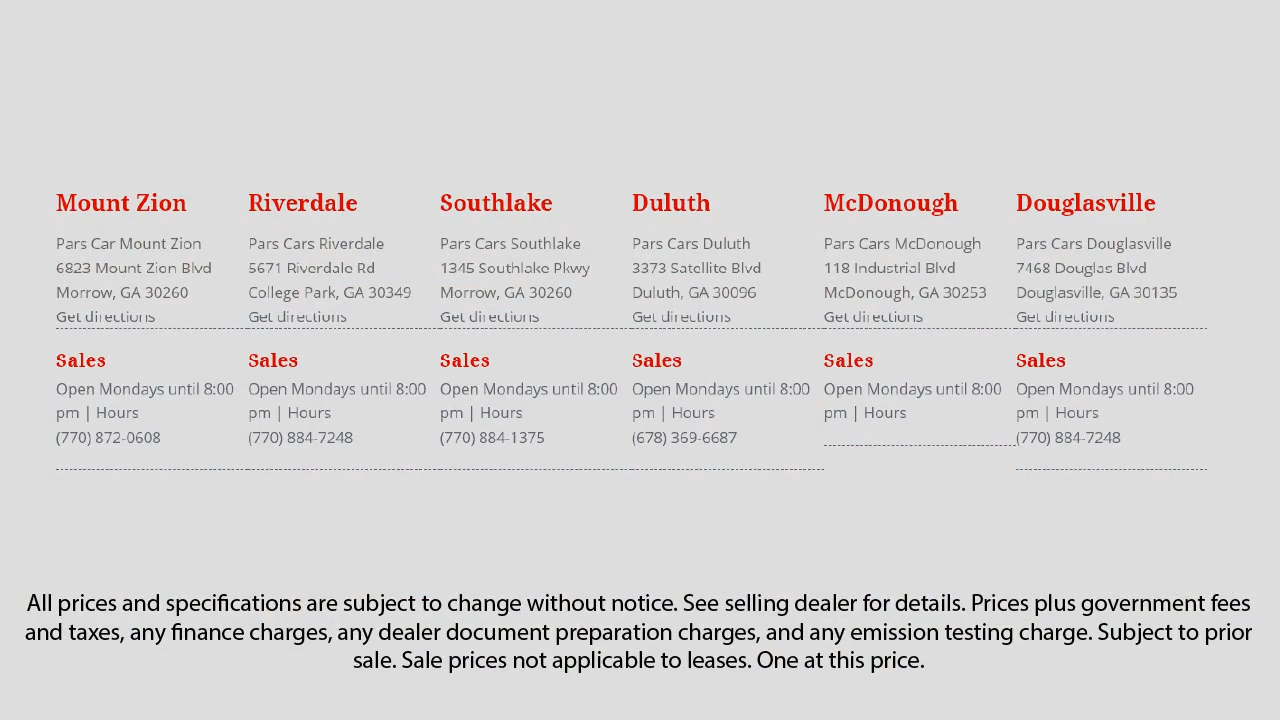 Mount Zion
Pars Car Mount Zion
6823 Mount Zion Blvd
Morrow, GA 30260
Get directions
Sales
Open Mondays until 8:00
pm | Hours
(770) 872-0608
Riverdale
Pars Cars Riverdale
5671 Riverdale Rd
College Park, GA 30349
Get directions
Sales
Open Mondays until 8:00
pm | Hours
(770) 884-7248
Southlake
Pars Cars Southlake
1345 Southlake Pkwy
Morrow, GA 30260
Get directions
Sales
Open Mondays until 8:00
pm | Hours
(770) 884-1375
Duluth
Pars Cars Duluth
3373 Satellite Blvd
Duluth, GA 30096
Get directions
Sales
Open Mondays until 8:00
pm | Hours
(678) 369-6687
McDonough
Pars Cars McDonough
118 Industrial Blvd
McDonough, GA 30253
Get directions
Sales
Open Mondays until 8:00
pm | Hours
Douglasville
Pars Cars Douglasville
7468 Douglas Blvd
Douglasville, GA 30135
Get directions
Sales
Open Mondays until 8:00
pm | Hours
(770) 884-7248
All prices and specifications are subject to change without notice. See selling dealer for details. Prices plus government fees
and taxes, any finance charges, any dealer document preparation charges, and any emission testing charge. Subject to prior
sale. Sale prices not applicable to leases. One at this price.